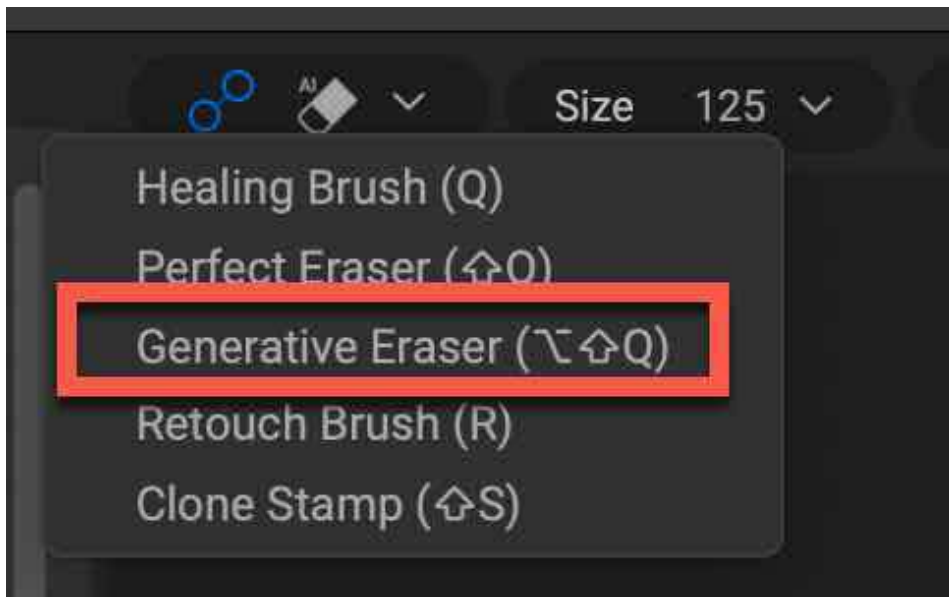 AI
Size 125
Healing Brush (Q)
Perfect Eraser (⇧Q)
Generative Eraser (⌥⇧Q)
Retouch Brush (R)
Clone Stamp (⇧S)